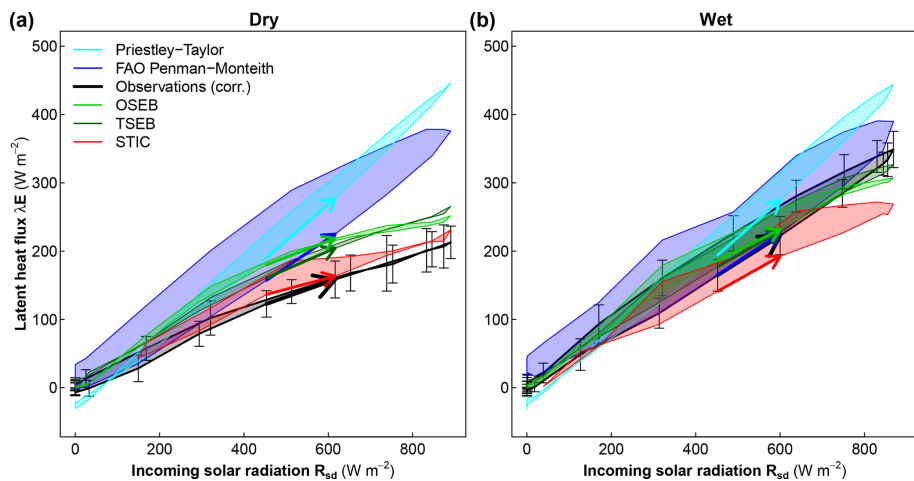 (a) Dry
Priestley−Taylor
FAO Penman−Monteith
Observations (corr.)
OSEB
TSEB
STIC
Latent heat flux λE (W m−2)
500
400
300
200
100
0
0 200 400 600 800
Incoming solar radiation Rsd (W m−2)
(b) Wet
500
400
300
200
100
0
0 200 400 600 800
Incoming solar radiation Rsd (W m−2)